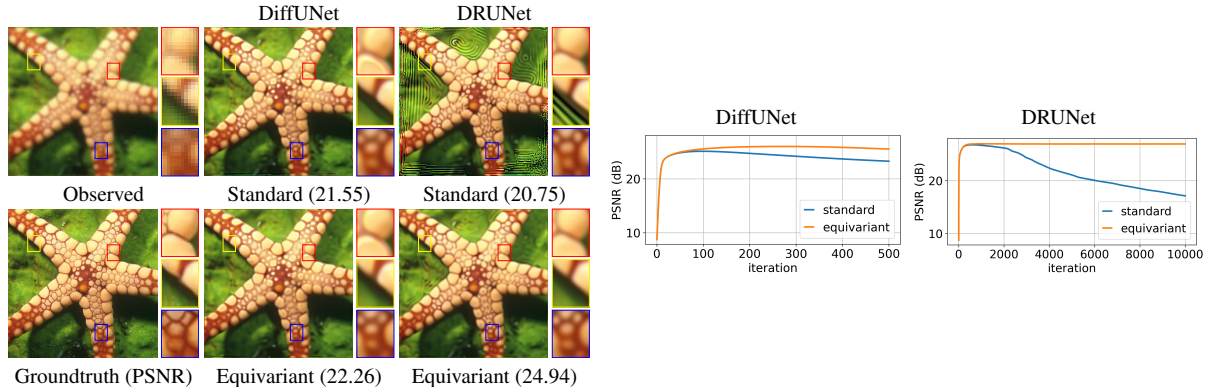 DiffUNet
DRUNet
Observed
Standard (21.55)
Standard (20.75)
Groundtruth (PSNR)
Equivariant (22.26)
Equivariant (24.94)
DiffUNet
PSNR (dB)
20
10
standard
equivariant
0
100
200
300
400
500
iteration
DRUNet
PSNR (dB)
20
10
standard
equivariant
0
2000
4000
6000
8000
10000
iteration